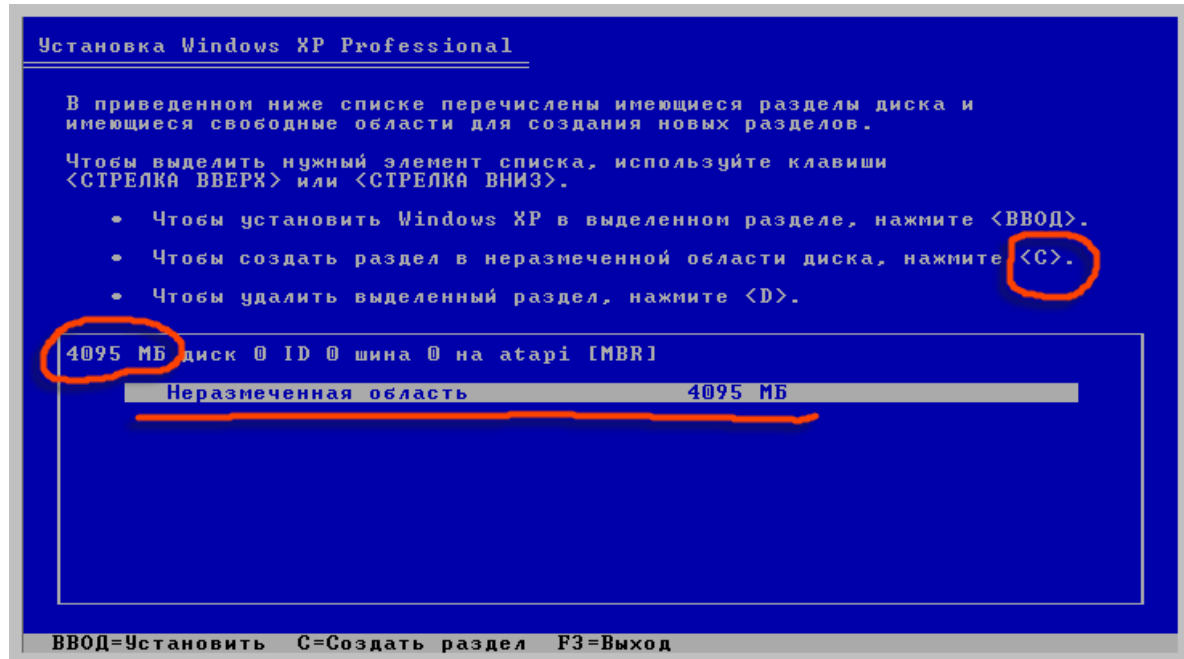 Установка Windows XP Professional
В приведенном ниже списке перечислены имеющиеся разделы диска и
имеющиеся свободные области для создания новых разделов.
Чтобы выделить нужный элемент списка, используйте клавиши
<СТРЕЛКА ВВЕРХ> или <СТРЕЛКА ВНИЗ>.
• Чтобы установить Windows XP в выделенном разделе, нажмите <ВВОД>.
• Чтобы создать раздел в неразмеченной области диска, нажмите <C>.
• Чтобы удалить выделенный раздел, нажмите <D>.
4095 МБ диск 0 ID 0 шина 0 на atapi [MBR]
Неразмеченная область 4095 МБ
ВВОД=Установить C=Создать раздел F3=Выход